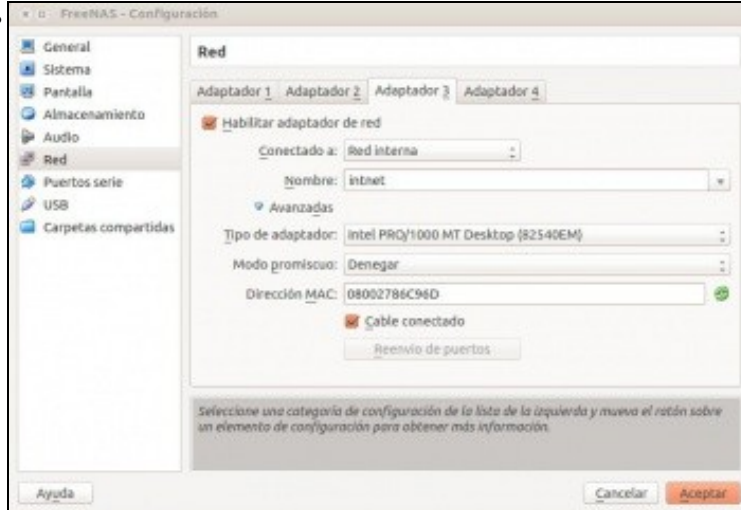 FreeNAS - Configuración
General
Sistema
Pantalla
Almacenamiento
Audio
Red
Puertos serie
USB
Carpetas compartidas
Red
Adaptador 1 Adaptador 2 Adaptador 3 Adaptador 4
Habilitar adaptador de red
Conectado a: Red interna
Nombre: intnet
Avanzadas
Tipo de adaptador: Intel PRO/1000 MT Desktop (82540EM)
Modo promiscuo: Denegar
Dirección MAC: 08002786C96D
Cable conectado
Reenvío de puertos
Seleccione una categoría de configuración de la lista de la izquierda y mueva el ratón sobre
un elemento de configuración para obtener más información.
Ayuda Cancelar Aceptar